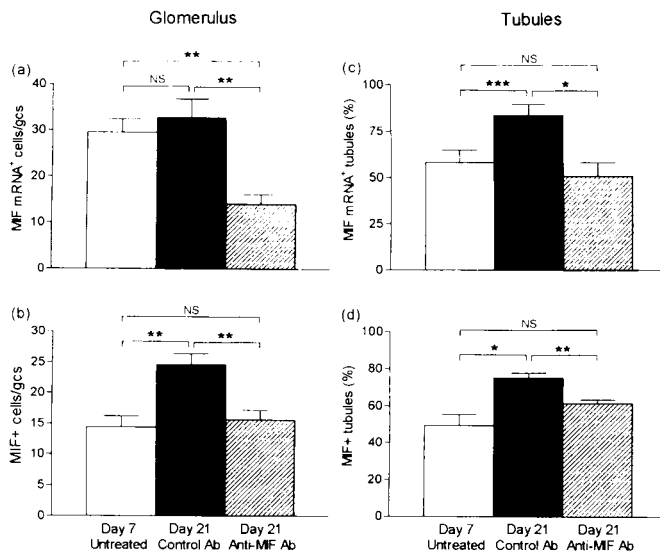 Glomerulus
Tubules
(a)
MIF mRNA⁺ cells/gcs
40
30
20
10
0
**
NS
**
(c)
MIF mRNA⁺ tubules (%)
100
75
50
25
0
NS
***
*
(b)
MIF+ cells/gcs
30
25
20
15
10
5
0
NS
**
**
Day 7
Untreated
Day 21
Control Ab
Day 21
Anti-MIF Ab
(d)
MIF+ tubules (%)
100
80
60
40
20
0
NS
*
**
Day 7
Untreated
Day 21
Control Ab
Day 21
Anti-MIF Ab